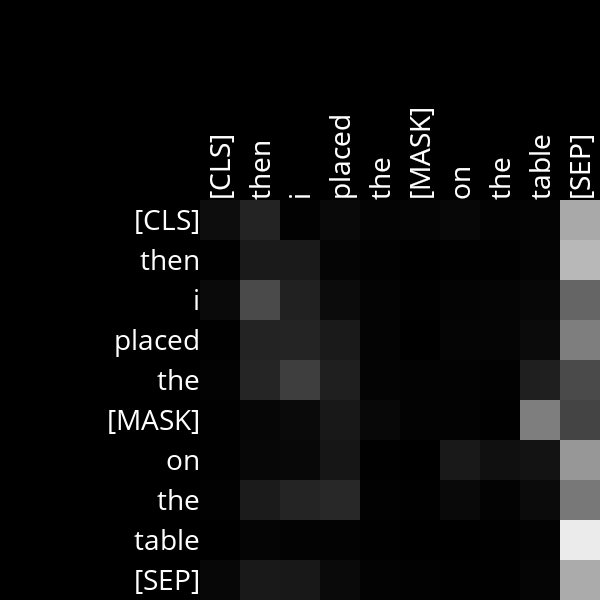 [CLS] then i placed the [MASK] on the table [SEP]
[CLS]
then
i
placed
the
[MASK]
on
the
table
[SEP]